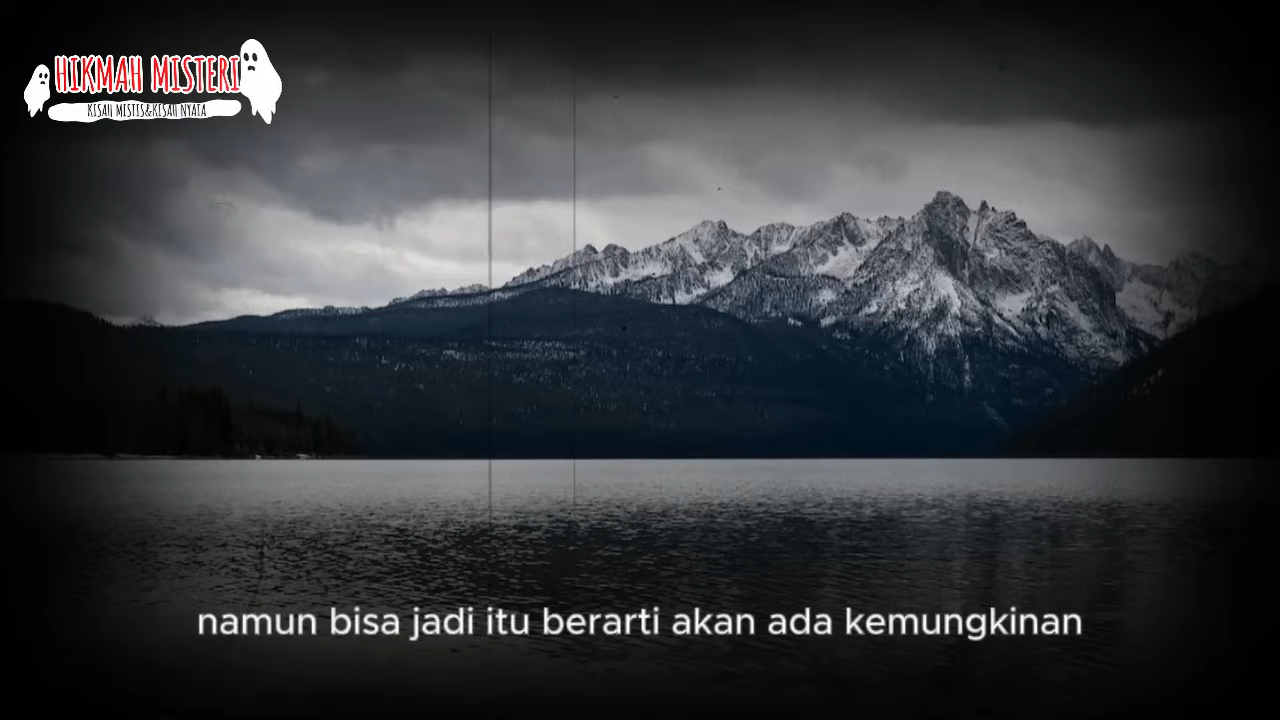 HIKMAH MISTERI
KISAH MISTIS&KISAH NYATA
namun bisa jadi itu berarti akan ada kemungkinan